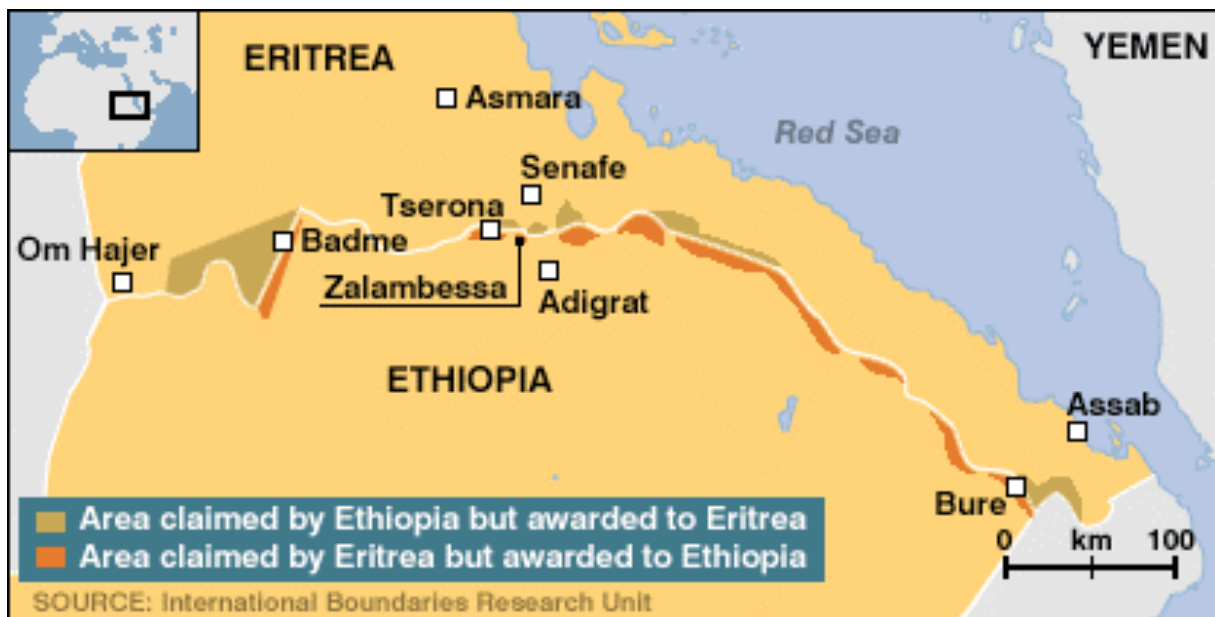 ERITREA
YEMEN
Asmara
Red Sea
Senafe
Tserona
Om Hajer
Badme
Zalambessa
Adigrat
ETHIOPIA
Assab
Bure
Area claimed by Ethiopia but awarded to Eritrea
Area claimed by Eritrea but awarded to Ethiopia
0 km 100
SOURCE: International Boundaries Research Unit